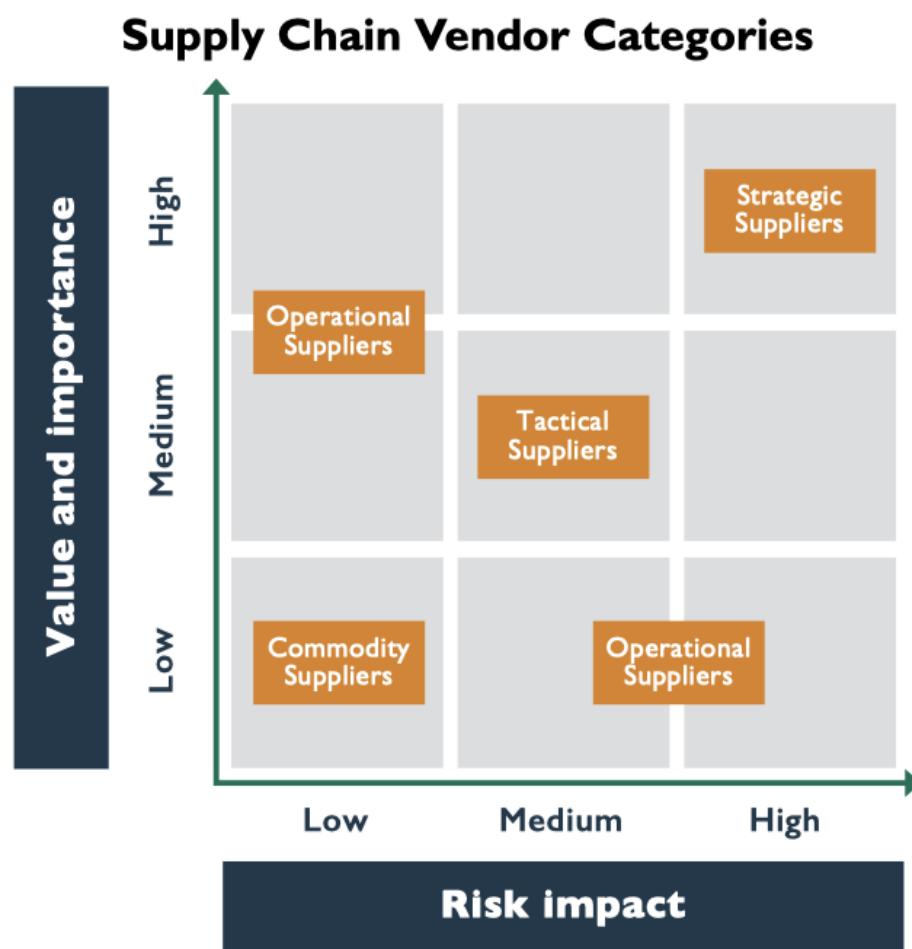 Supply Chain Vendor Categories
Value and importance
High
Medium
Low
Strategic
Suppliers
Operational
Suppliers
Tactical
Suppliers
Commodity
Suppliers
Operational
Suppliers
Low
Medium
High
Risk impact